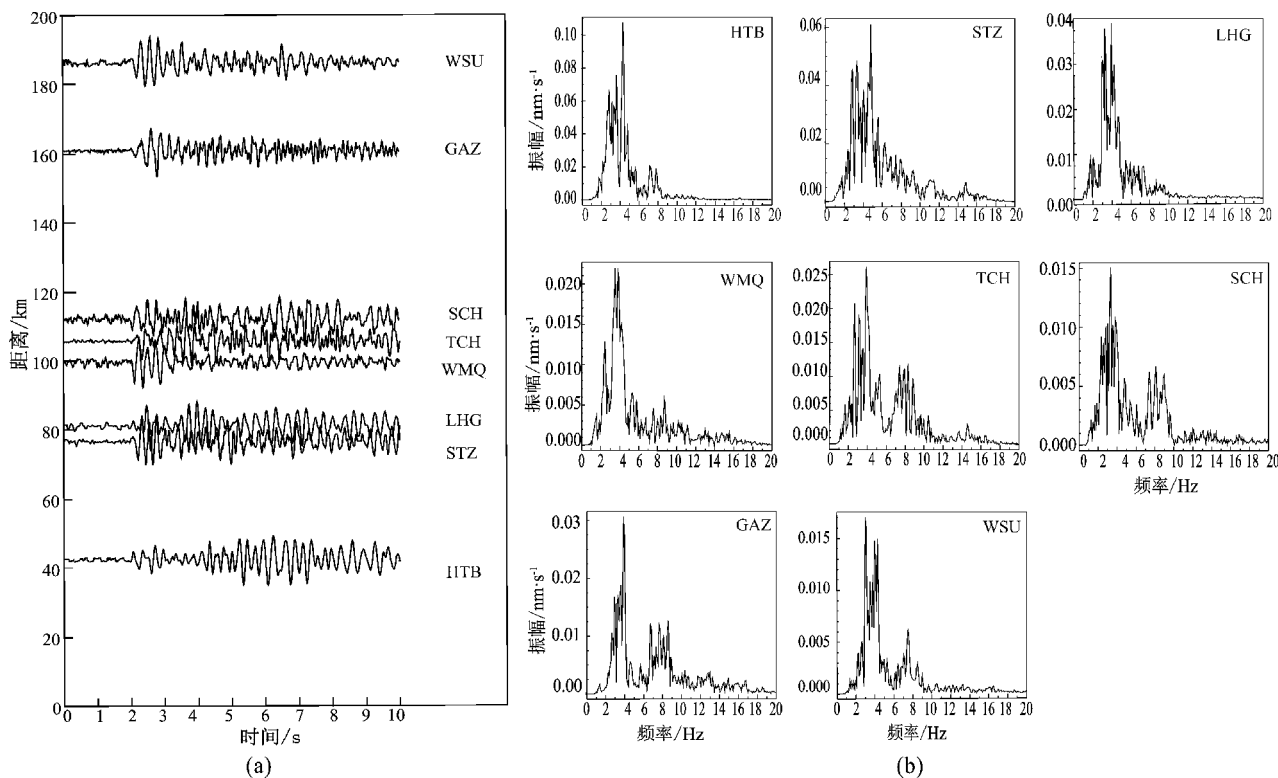 200
180
160
120
100
80
60
40
20
0
距离/km
WSU
GAZ
SCH
TCH
WMQ
LHG
STZ
HTB
0 1 2 3 4 5 6 7 8 9 10
时间/s
(a)
HTB
0.10
0.08
0.06
0.04
0.02
0.00
振幅/nm·s⁻¹
0 2 4 6 8 10 12 14 16 18 20
STZ
0.06
0.04
0.02
0.06
0.04
0.00
0 2 4 6 8 10 12 14 16 18 20
LHG
0.04
0.03
0.02
0.01
0.00
0 2 4 6 8 10 12 14 16 18 20
WMQ
0.020
0.015
0.010
0.005
0.000
振幅/nm·s⁻¹
0 2 4 6 8 10 12 14 16 18 20
TCH
0.025
0.020
0.015
0.010
0.005
0.000
0 2 4 6 8 10 12 14 16 18 20
SCH
0.015
0.010
0.005
0.000
0 2 4 6 8 10 12 14 16 18 20
频率/Hz
GAZ
0.03
0.02
0.01
0.00
振幅/nm·s⁻¹
0 2 4 6 8 10 12 14 16 18 20
频率/Hz
WSU
0.015
0.010
0.005
0.000
0 2 4 6 8 10 12 14 16 18 20
频率/Hz
(b)